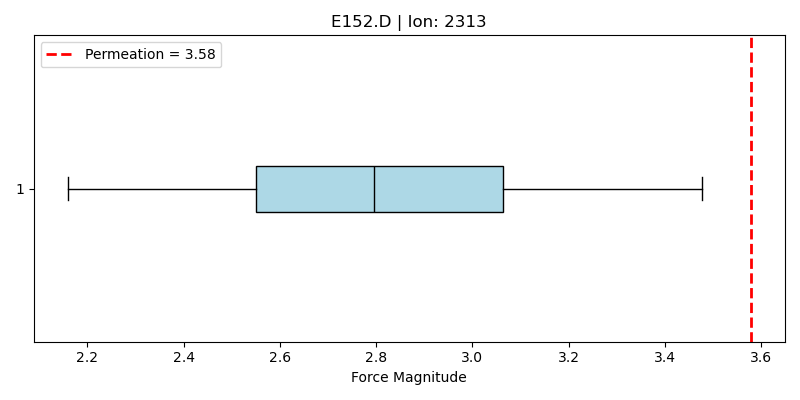 E152.D | Ion: 2313
Permeation = 3.58
1
2.2 2.4 2.6 2.8 3.0 3.2 3.4 3.6
Force Magnitude